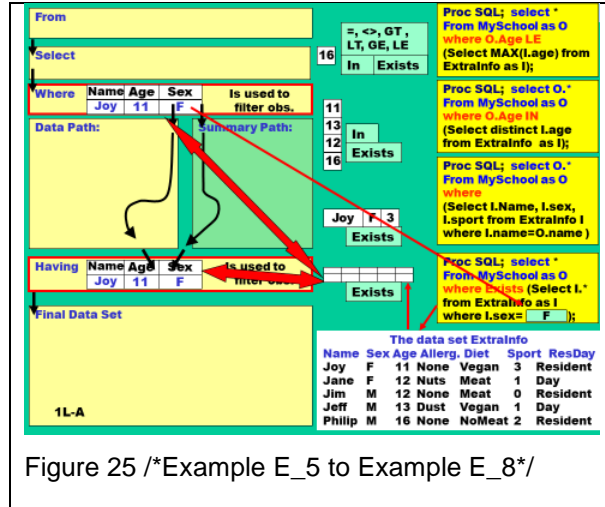 From
Select
Where Name Age Sex Is used to
Joy 11 F filter obs.
Data Path: Summary Path:
Having Name Age Sex Is used to
Joy 11 F filter obs.
Final Data Set
1L-A
=, <>, GT ,
LT, GE, LE
16 In Exists
11
13
12
16
In
Exists
Joy F 3
Exists
Exists
Proc SQL; select *
From MySchool as O
where O.Age LE
(Select MAX(I.age) from
ExtraInfo as I);
Proc SQL; select O.*
From MySchool as O
where O.Age IN
(Select distinct I.age
from ExtraInfo as I);
Proc SQL; select O.*
From MySchool as O
where
(Select I.Name, I.sex,
I.sport from ExtraInfo I
where I.name=O.name )
Proc SQL; select *
From MySchool as O
where Exists (Select I.*
from ExtraInfo as I
where I.sex= F );
The data set ExtraInfo
Name Sex Age Allerg. Diet Sport ResDay
Joy F 11 None Vegan 3 Resident
Jane F 12 Nuts Meat 1 Day
Jim M 12 None Meat 0 Resident
Jeff M 13 Dust Vegan 1 Day
Philip M 16 None NoMeat 2 Resident
Figure 25 /*Example E_5 to Example E_8*/